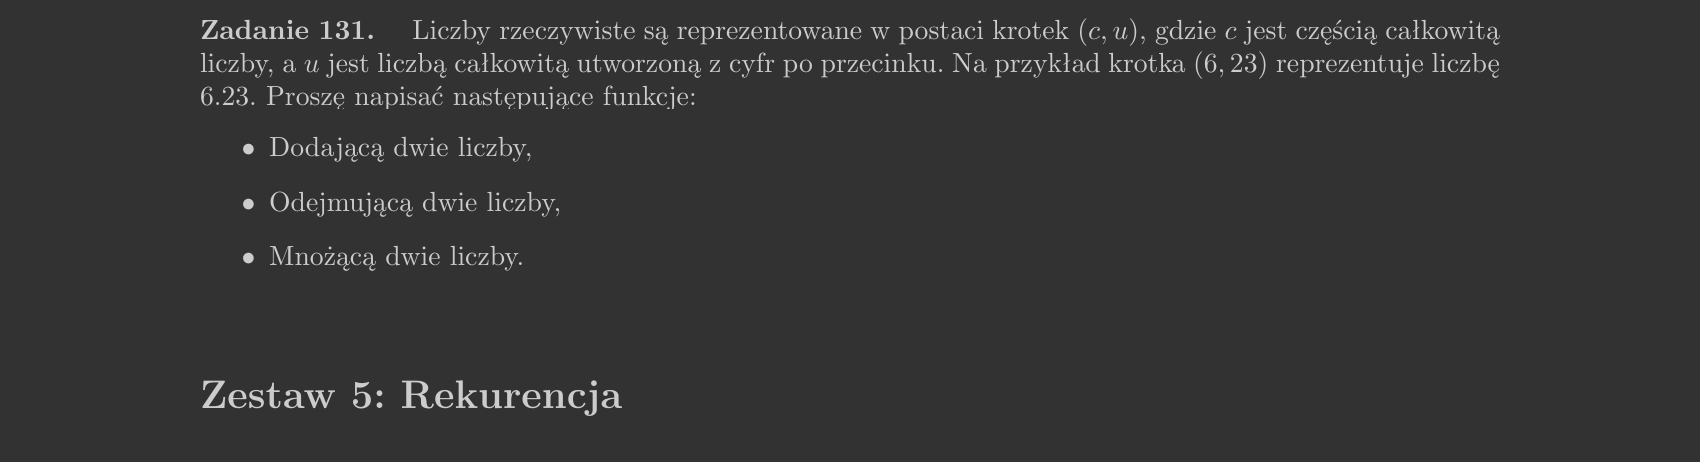 Zadanie 131. Liczby rzeczywiste są reprezentowane w postaci krotek (c, u), gdzie c jest częścią całkowitą
liczby, a u jest liczbą całkowitą utworzoną z cyfr po przecinku. Na przykład krotka (6, 23) reprezentuje liczbę
6.23. Proszę napisać następujące funkcje:
• Dodającą dwie liczby,
• Odejmującą dwie liczby,
• Mnożącą dwie liczby.
Zestaw 5: Rekurencja